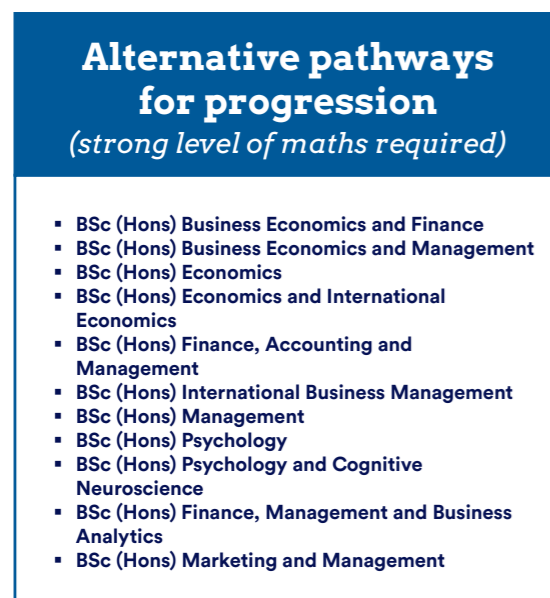 Alternative pathways
for progression
(strong level of maths required)
▪ BSc (Hons) Business Economics and Finance
▪ BSc (Hons) Business Economics and Management
▪ BSc (Hons) Economics
▪ BSc (Hons) Economics and International
Economics
▪ BSc (Hons) Finance, Accounting and
Management
▪ BSc (Hons) International Business Management
▪ BSc (Hons) Management
▪ BSc (Hons) Psychology
▪ BSc (Hons) Psychology and Cognitive
Neuroscience
▪ BSc (Hons) Finance, Management and Business
Analytics
▪ BSc (Hons) Marketing and Management